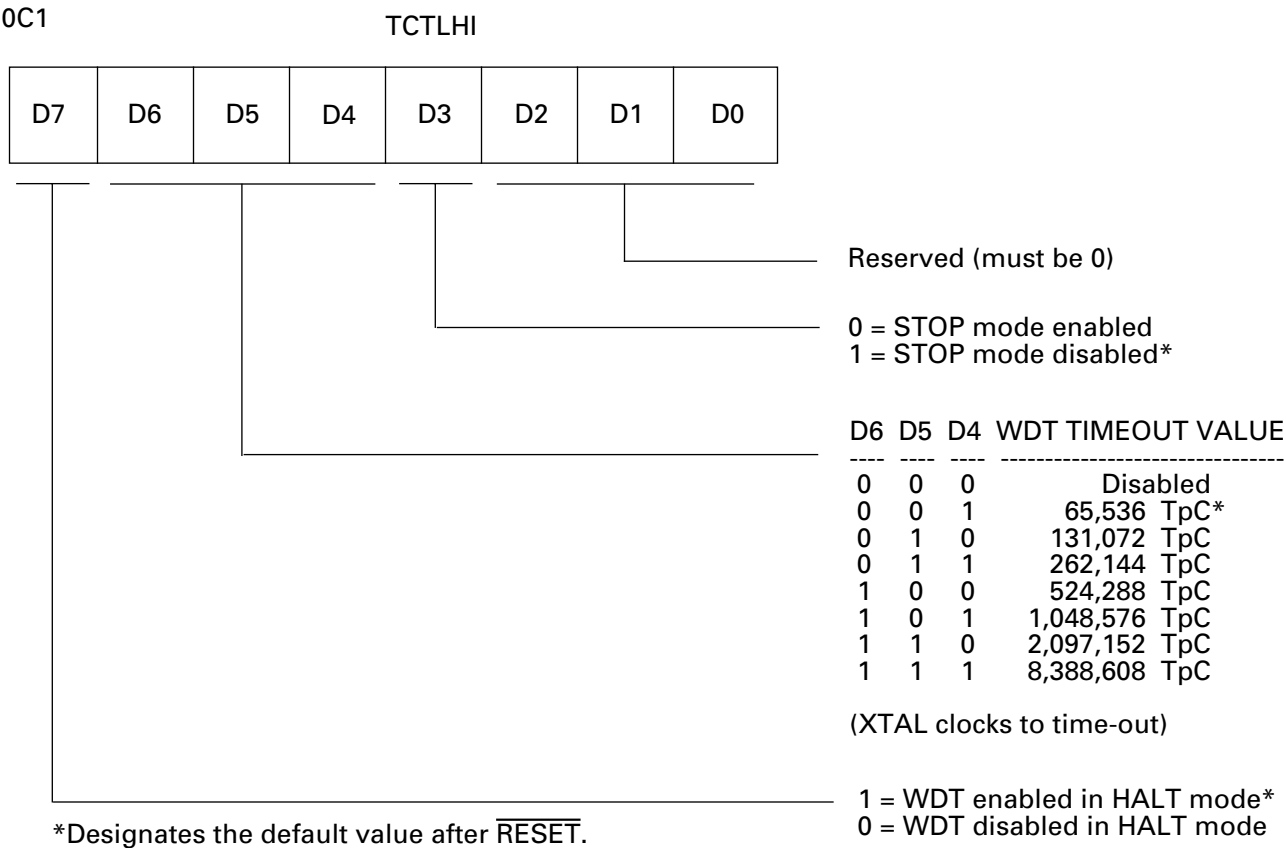 0C1
TCTLHI
D7 D6 D5 D4 D3 D2 D1 D0
Reserved (must be 0)
0 = STOP mode enabled
1 = STOP mode disabled*
D6 D5 D4 WDT TIMEOUT VALUE
---- ---- ---- --------------------------------
0 0 0 Disabled
0 0 1 65,536 TpC*
0 1 0 131,072 TpC
0 1 1 262,144 TpC
1 0 0 524,288 TpC
1 0 1 1,048,576 TpC
1 1 0 2,097,152 TpC
1 1 1 8,388,608 TpC
(XTAL clocks to time-out)
1 = WDT enabled in HALT mode*
0 = WDT disabled in HALT mode
*Designates the default value after RESET.